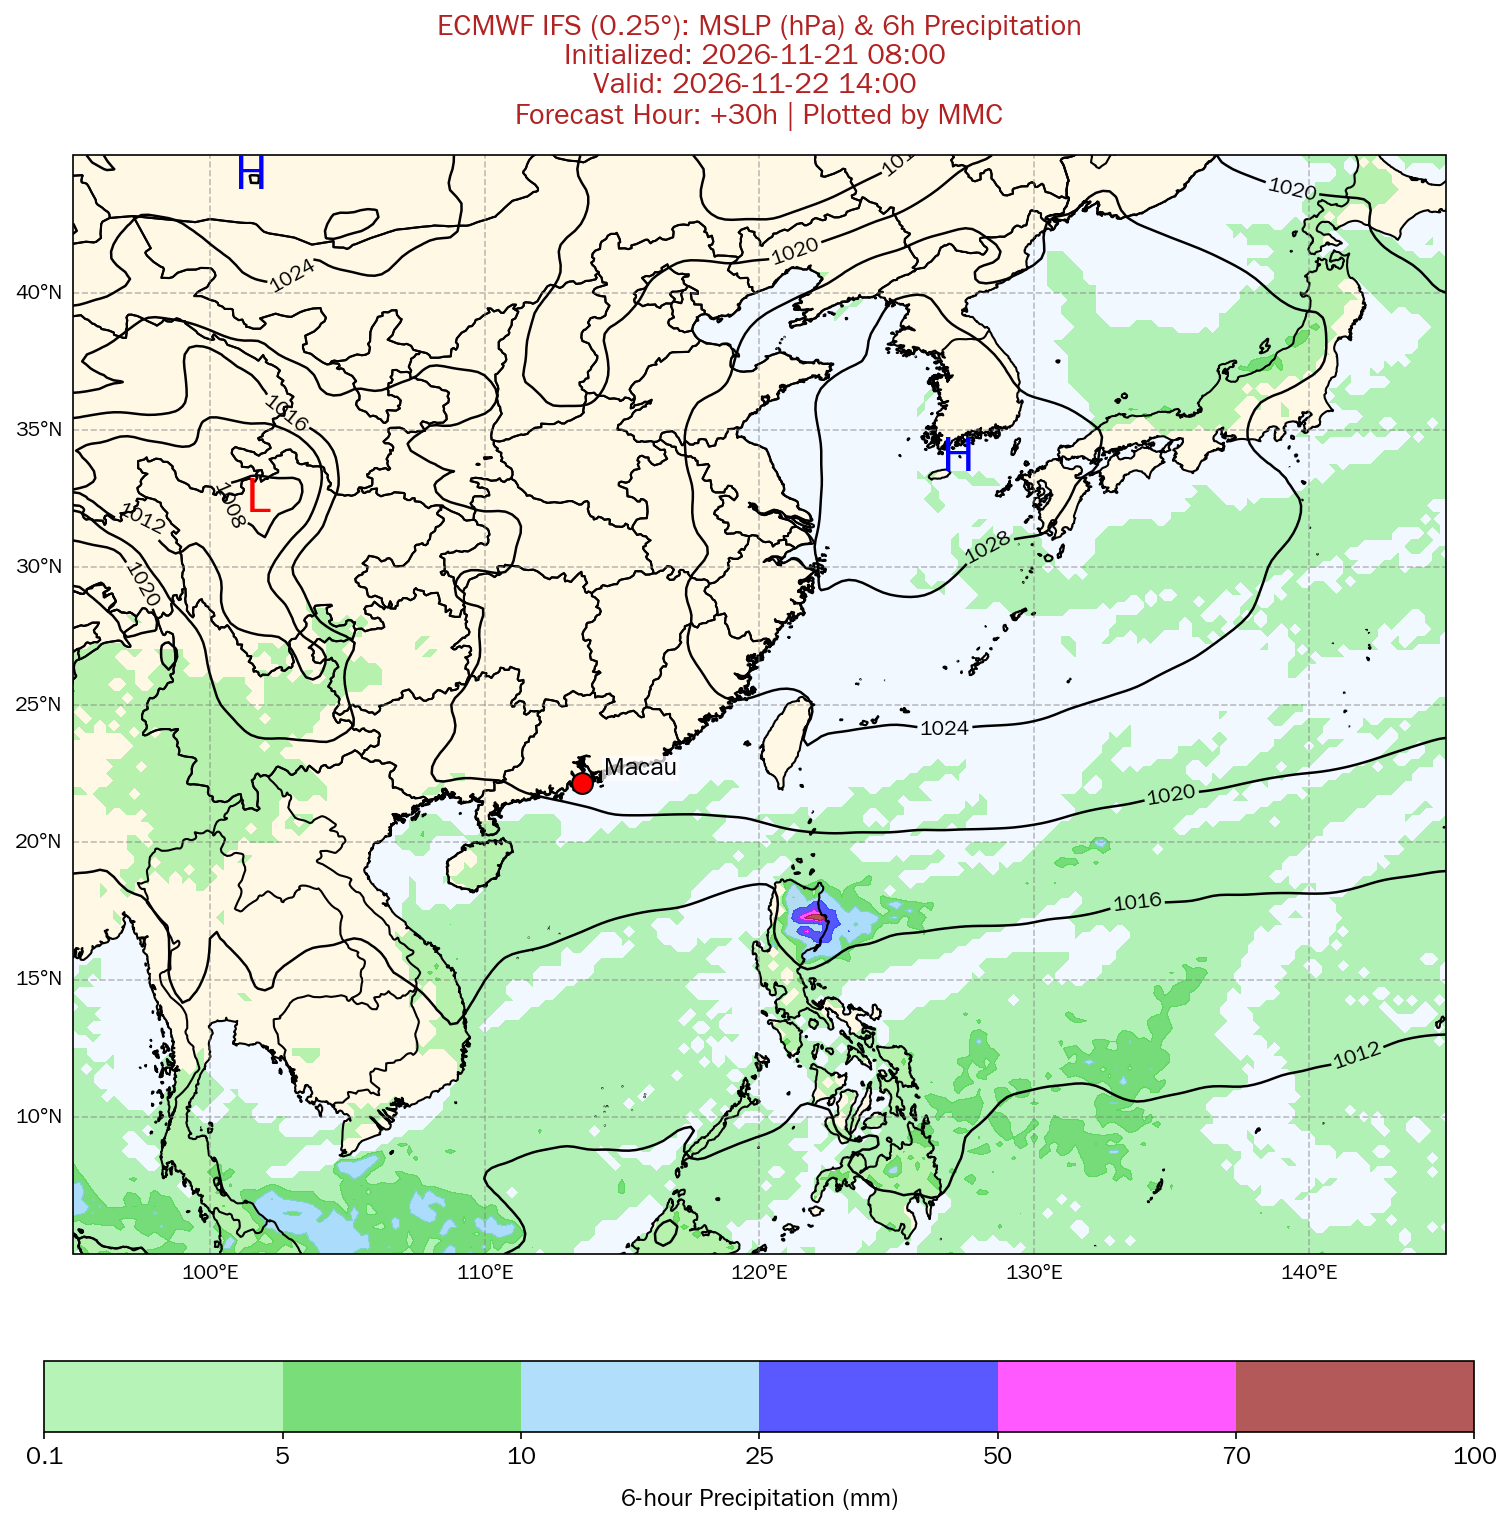 ECMWF IFS (0.25°): MSLP (hPa) & 6h Precipitation
Initialized: 2026-11-21 08:00
Valid: 2026-11-22 14:00
Forecast Hour: +30h | Plotted by MMC
H
1020
1020
1024
40°N
1016
35°N
H
L
1008
1012
1028
30°N
1020
25°N
1024
Macau
1020
20°N
1016
15°N
1012
10°N
100°E 110°E 120°E 130°E 140°E
0.1 5 10 25 50 70 100
6-hour Precipitation (mm)